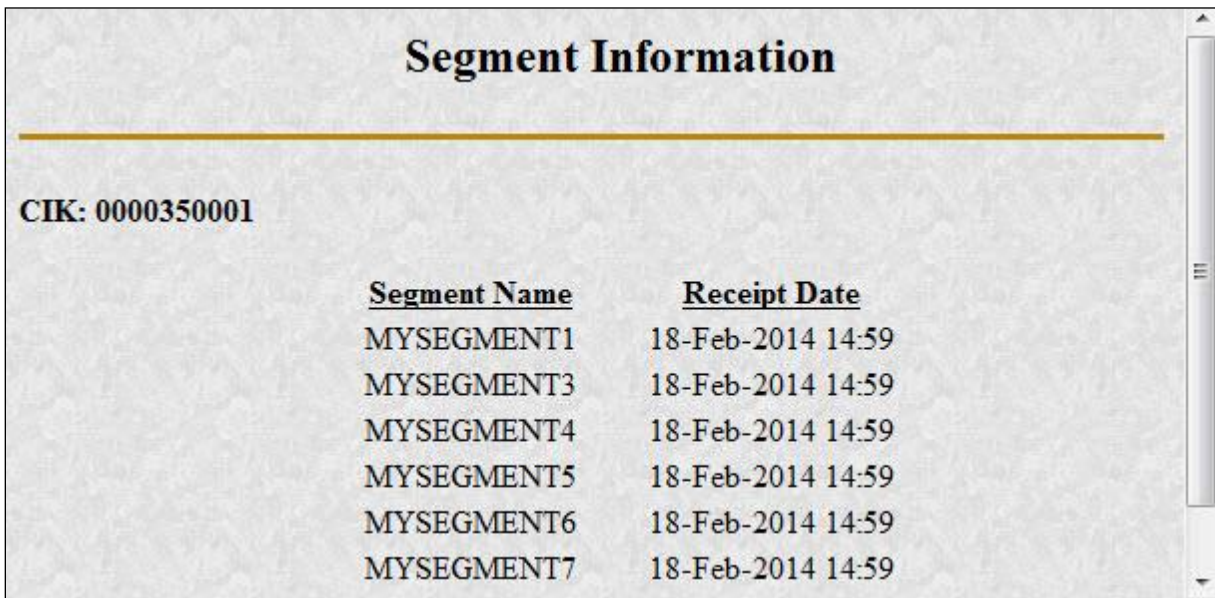 Segment Information
CIK: 0000350001
Segment Name Receipt Date
MYSEGMENT1 18-Feb-2014 14:59
MYSEGMENT3 18-Feb-2014 14:59
MYSEGMENT4 18-Feb-2014 14:59
MYSEGMENT5 18-Feb-2014 14:59
MYSEGMENT6 18-Feb-2014 14:59
MYSEGMENT7 18-Feb-2014 14:59